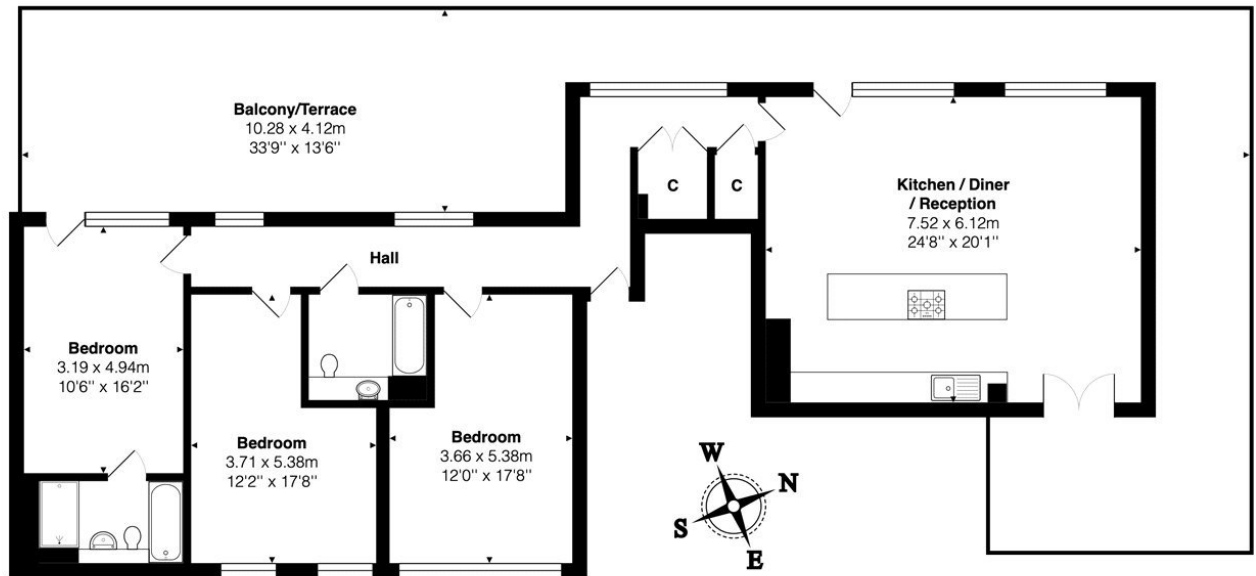 Balcony/Terrace
10.28 x 4.12m
33'9" x 13'6"
Kitchen / Diner
/ Reception
7.52 x 6.12m
24'8" x 20'1"
C
C
Hall
Bedroom
3.19 x 4.94m
10'6" x 16'2"
Bedroom
3.71 x 5.38m
12'2" x 17'8"
Bedroom
3.66 x 5.38m
12'0" x 17'8"
W
N
S
E